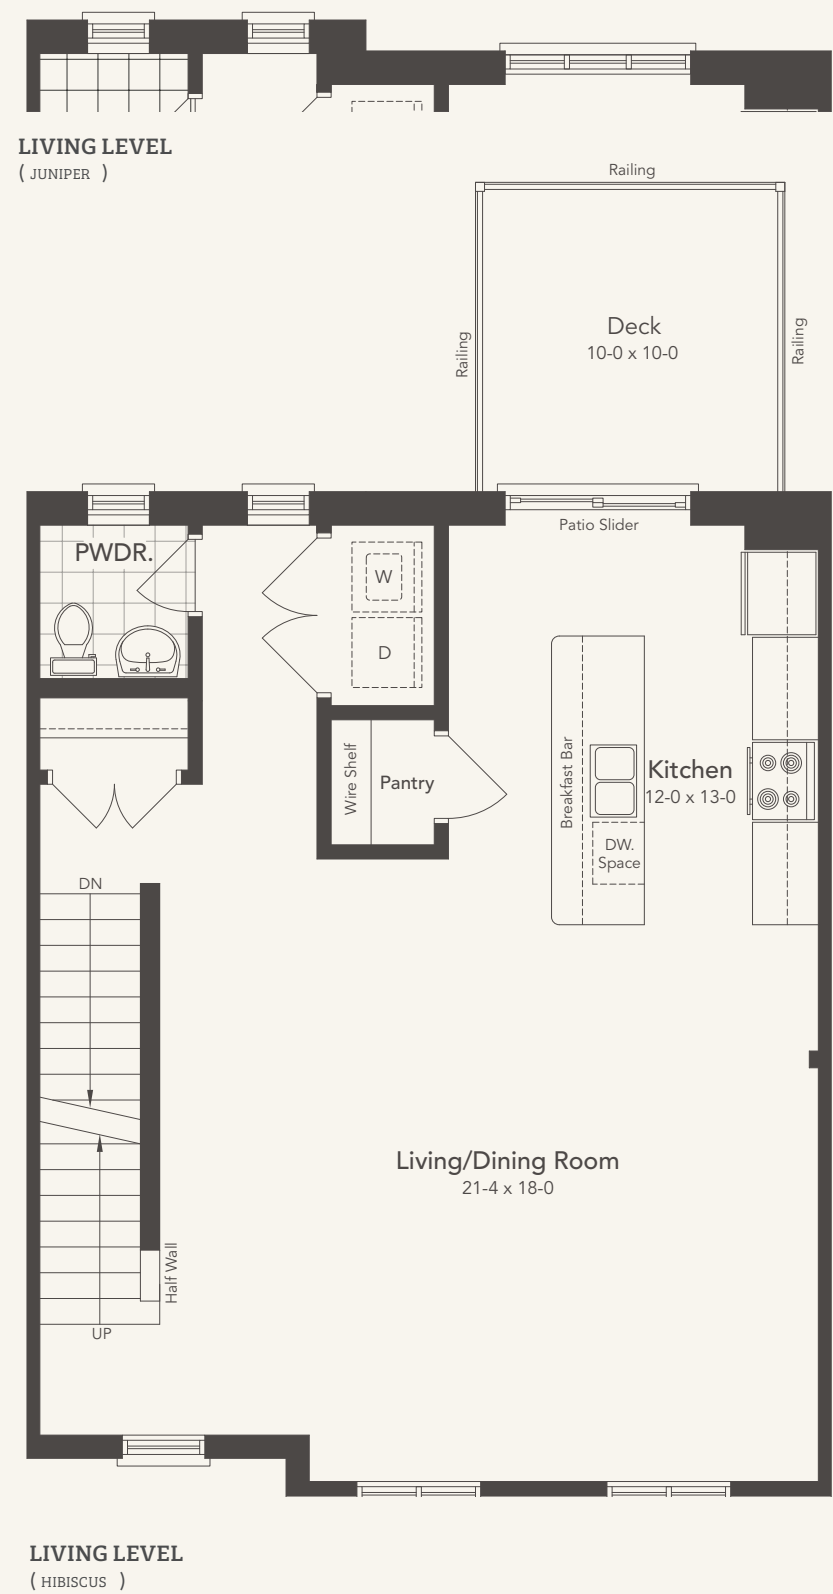 LIVING LEVEL
( JUNIPER )
Railing
Deck
10-0 x 10-0
Railing
Railing
Patio Slider
PWDR.
W
D
Wire Shelf
Pantry
Breakfast Bar
Kitchen
12-0 x 13-0
DW.
Space
DN
Living/Dining Room
21-4 x 18-0
Half Wall
UP
LIVING LEVEL
( HIBISCUS )